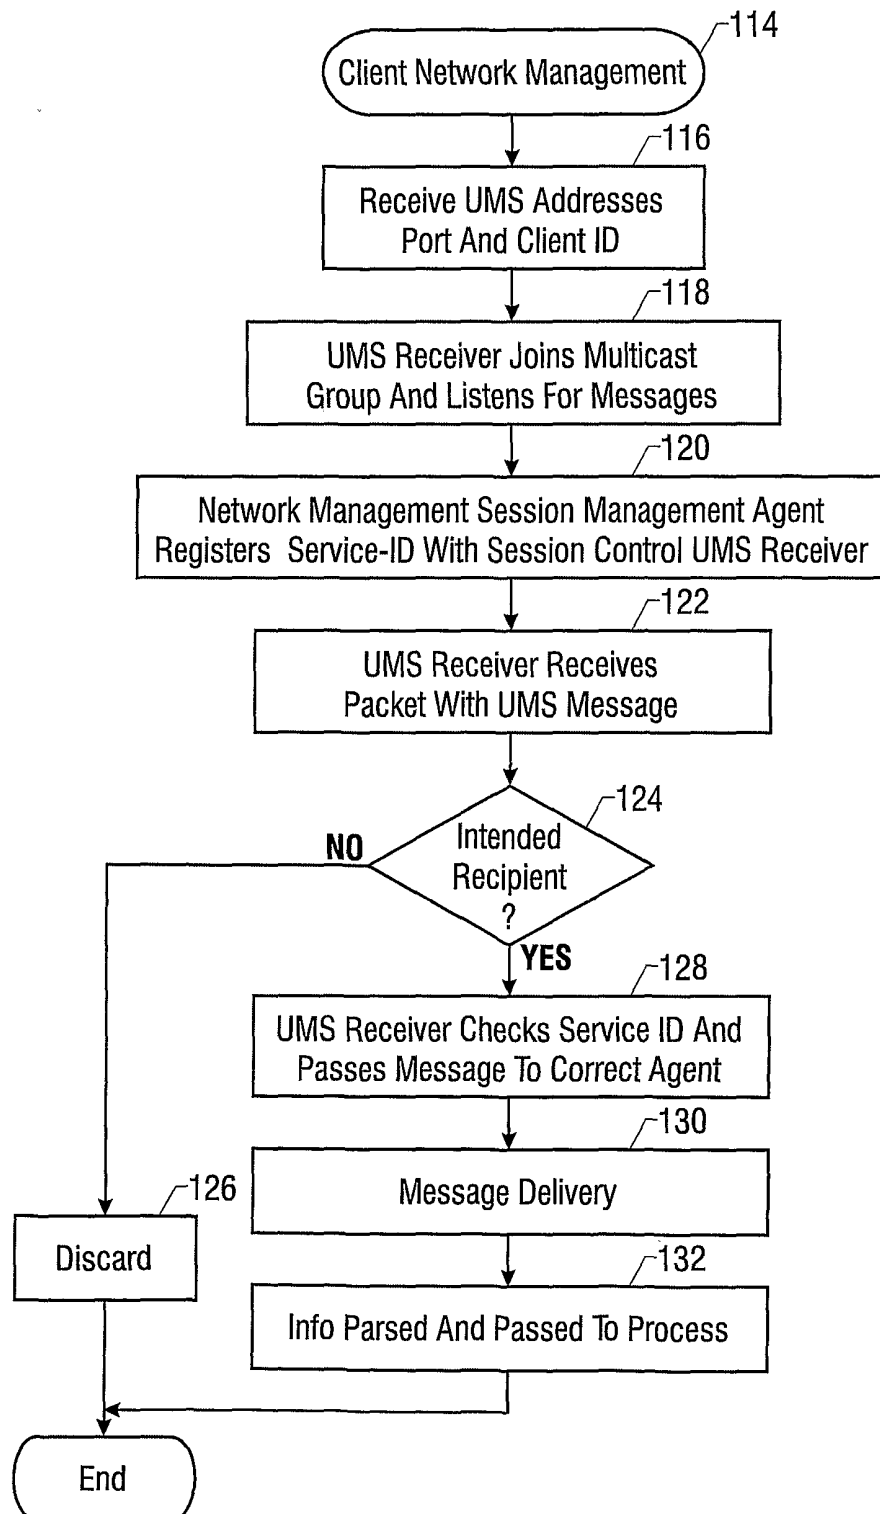 114
Client Network Management
116
Receive UMS Addresses
Port And Client ID
118
UMS Receiver Joins Multicast
Group And Listens For Messages
120
Network Management Session Management Agent
Registers Service-ID With Session Control UMS Receiver
122
UMS Receiver Receives
Packet With UMS Message
124
Intended
Recipient
?
NO
YES
128
UMS Receiver Checks Service ID And
Passes Message To Correct Agent
130
Message Delivery
126
Discard
132
Info Parsed And Passed To Process
End